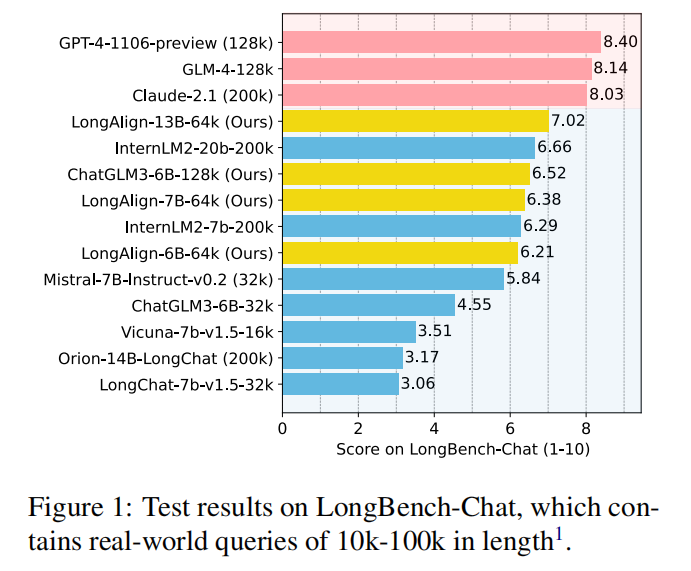 GPT-4-1106-preview (128k) 8.40
GLM-4-128k 8.14
Claude-2.1 (200k) 8.03
LongAlign-13B-64k (Ours) 7.02
InternLM2-20b-200k 6.66
ChatGLM3-6B-128k (Ours) 6.52
LongAlign-7B-64k (Ours) 6.38
InternLM2-7b-200k 6.29
LongAlign-6B-64k (Ours) 6.21
Mistral-7B-Instruct-v0.2 (32k) 5.84
ChatGLM3-6B-32k 4.55
Vicuna-7b-v1.5-16k 3.51
Orion-14B-LongChat (200k) 3.17
LongChat-7b-v1.5-32k 3.06
0 2 4 6 8
Score on LongBench-Chat (1-10)
Figure 1: Test results on LongBench-Chat, which con-
tains real-world queries of 10k-100k in length¹.